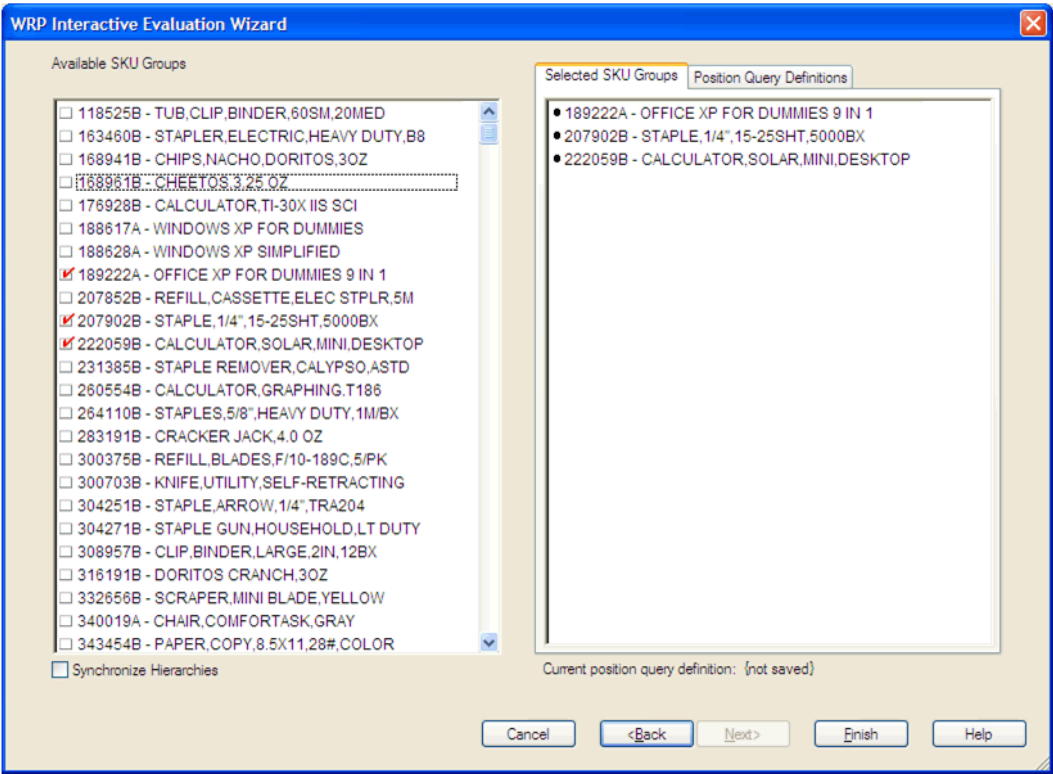 WRP Interactive Evaluation Wizard
Available SKU Groups
118525B - TUB,CLIP,BINDER,60SM,20MED
163460B - STAPLER,ELECTRIC,HEAVY DUTY,B8
168941B - CHIPS,NACHO,DORITOS,3OZ
168961B - CHEETOS,3.25 OZ
176928B - CALCULATOR,TI-30X IIS SCI
188617A - WINDOWS XP FOR DUMMIES
188628A - WINDOWS XP SIMPLIFIED
189222A - OFFICE XP FOR DUMMIES 9 IN 1
207852B - REFILL,CASSETTE,ELEC STPLR,5M
207902B - STAPLE,1/4",15-25SHT,5000BX
222059B - CALCULATOR,SOLAR,MINI,DESKTOP
231385B - STAPLE REMOVER,CALYPSO,ASTD
260554B - CALCULATOR,GRAPHING.T186
264110B - STAPLES,5/8",HEAVY DUTY,1M/BX
283191B - CRACKER JACK,4.0 OZ
300375B - REFILL,BLADES,F/10-189C,5/PK
300703B - KNIFE,UTILITY,SELF-RETRACTING
304251B - STAPLE,ARROW,1/4",TRA204
304271B - STAPLE GUN,HOUSEHOLD,LT DUTY
308957B - CLIP,BINDER,LARGE,2IN,12BX
316191B - DORITOS CRANCH,3OZ
332656B - SCRAPER,MINI BLADE,YELLOW
340019A - CHAIR,COMFORTASK,GRAY
343454B - PAPER,COPY,8.5X11,28#,COLOR
Synchronize Hierarchies
Selected SKU Groups
Position Query Definitions
189222A - OFFICE XP FOR DUMMIES 9 IN 1
207902B - STAPLE,1/4",15-25SHT,5000BX
222059B - CALCULATOR,SOLAR,MINI,DESKTOP
Current position query definition: {not saved}
Cancel
<Back
Next>
Finish
Help